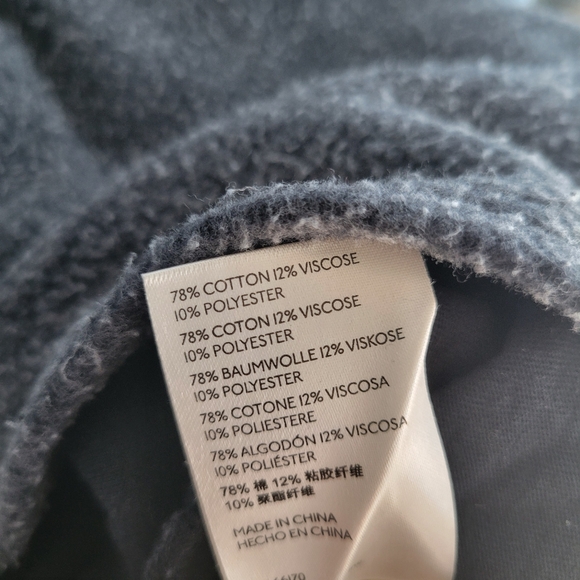 78% COTTON 12% VISCOSE
10% POLYESTER
78% COTON 12% VISCOSE
10% POLYESTER
78% BAUMWOLLE 12% VISKOSE
10% POLYESTER
78% COTONE 12% VISCOSA
10% POLIESTERE
78% ALGODÓN 12% VISCOSA
10% POLIÉSTER
78% 棉 12% 粘胶纤维
10% 聚酯纤维
MADE IN CHINA
HECHO EN CHINA